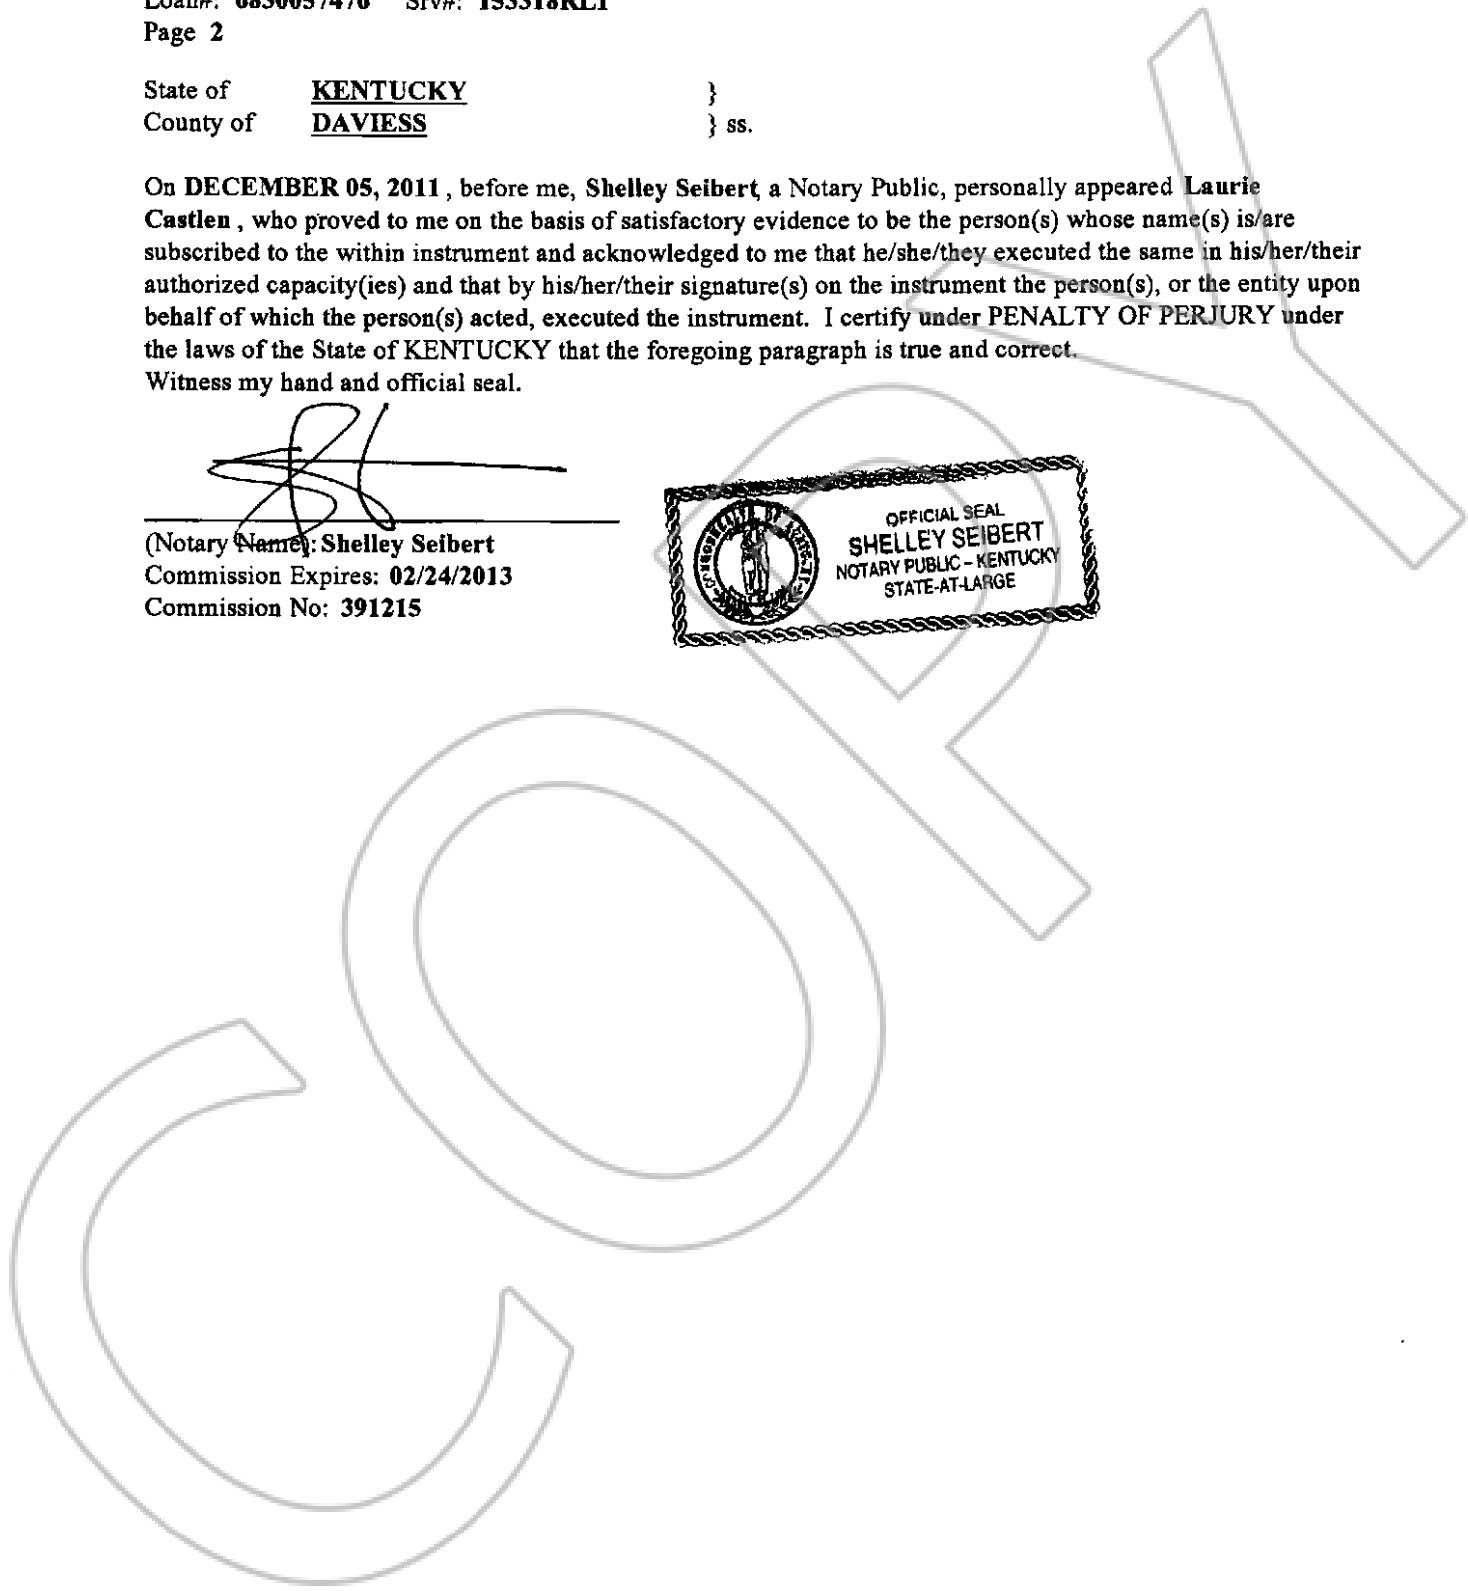 Page 2
State of KENTUCKY }
County of DAVIESS } ss.
On DECEMBER 05, 2011 , before me, Shelley Seibert, a Notary Public, personally appeared Laurie
Castlen , who proved to me on the basis of satisfactory evidence to be the person(s) whose name(s) is/are
subscribed to the within instrument and acknowledged to me that he/she/they executed the same in his/her/their
authorized capacity(ies) and that by his/her/their signature(s) on the instrument the person(s), or the entity upon
behalf of which the person(s) acted, executed the instrument. I certify under PENALTY OF PERJURY under
the laws of the State of KENTUCKY that the foregoing paragraph is true and correct.
Witness my hand and official seal.
(Notary Name): Shelley Seibert
Commission Expires: 02/24/2013
Commission No: 391215
OFFICIAL SEAL
SHELLEY SEIBERT
NOTARY PUBLIC - KENTUCKY
STATE-AT-LARGE
COPY